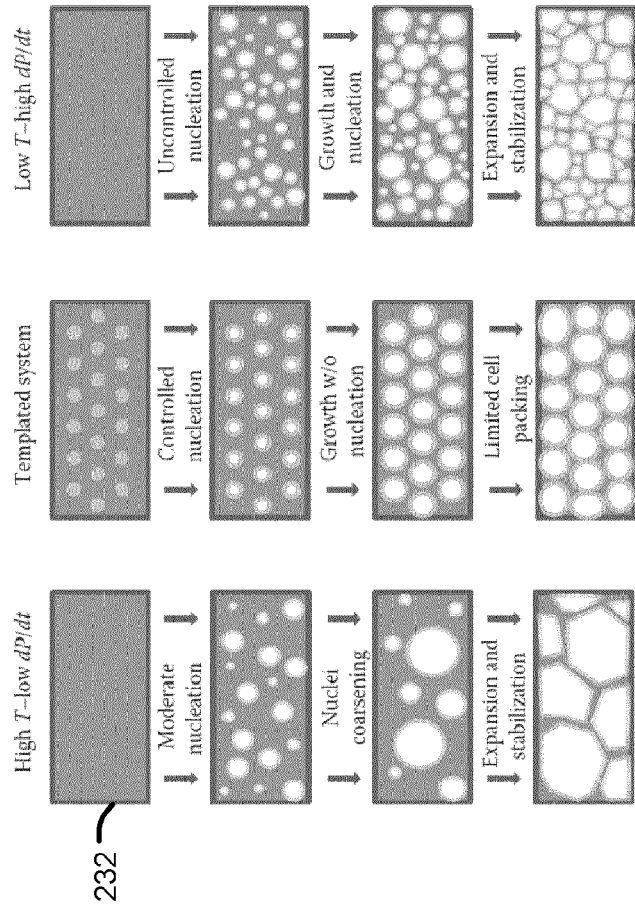 232
High T–low dP/dt
Moderate
nucleation
Nuclei
coarsening
Expansion and
stabilization
Templated system
Controlled
nucleation
Growth w/o
nucleation
Limited cell
packing
Low T–high dP/dt
Uncontrolled
nucleation
Growth and
nucleation
Expansion and
stabilization